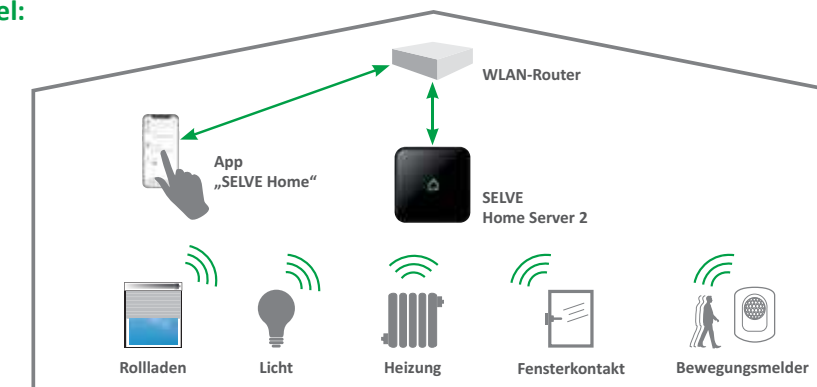 el:
WLAN-Router
App
„SELVE Home“
SELVE
Home Server 2
Rollladen
Licht
Heizung
Fensterkontakt
Bewegungsmelder